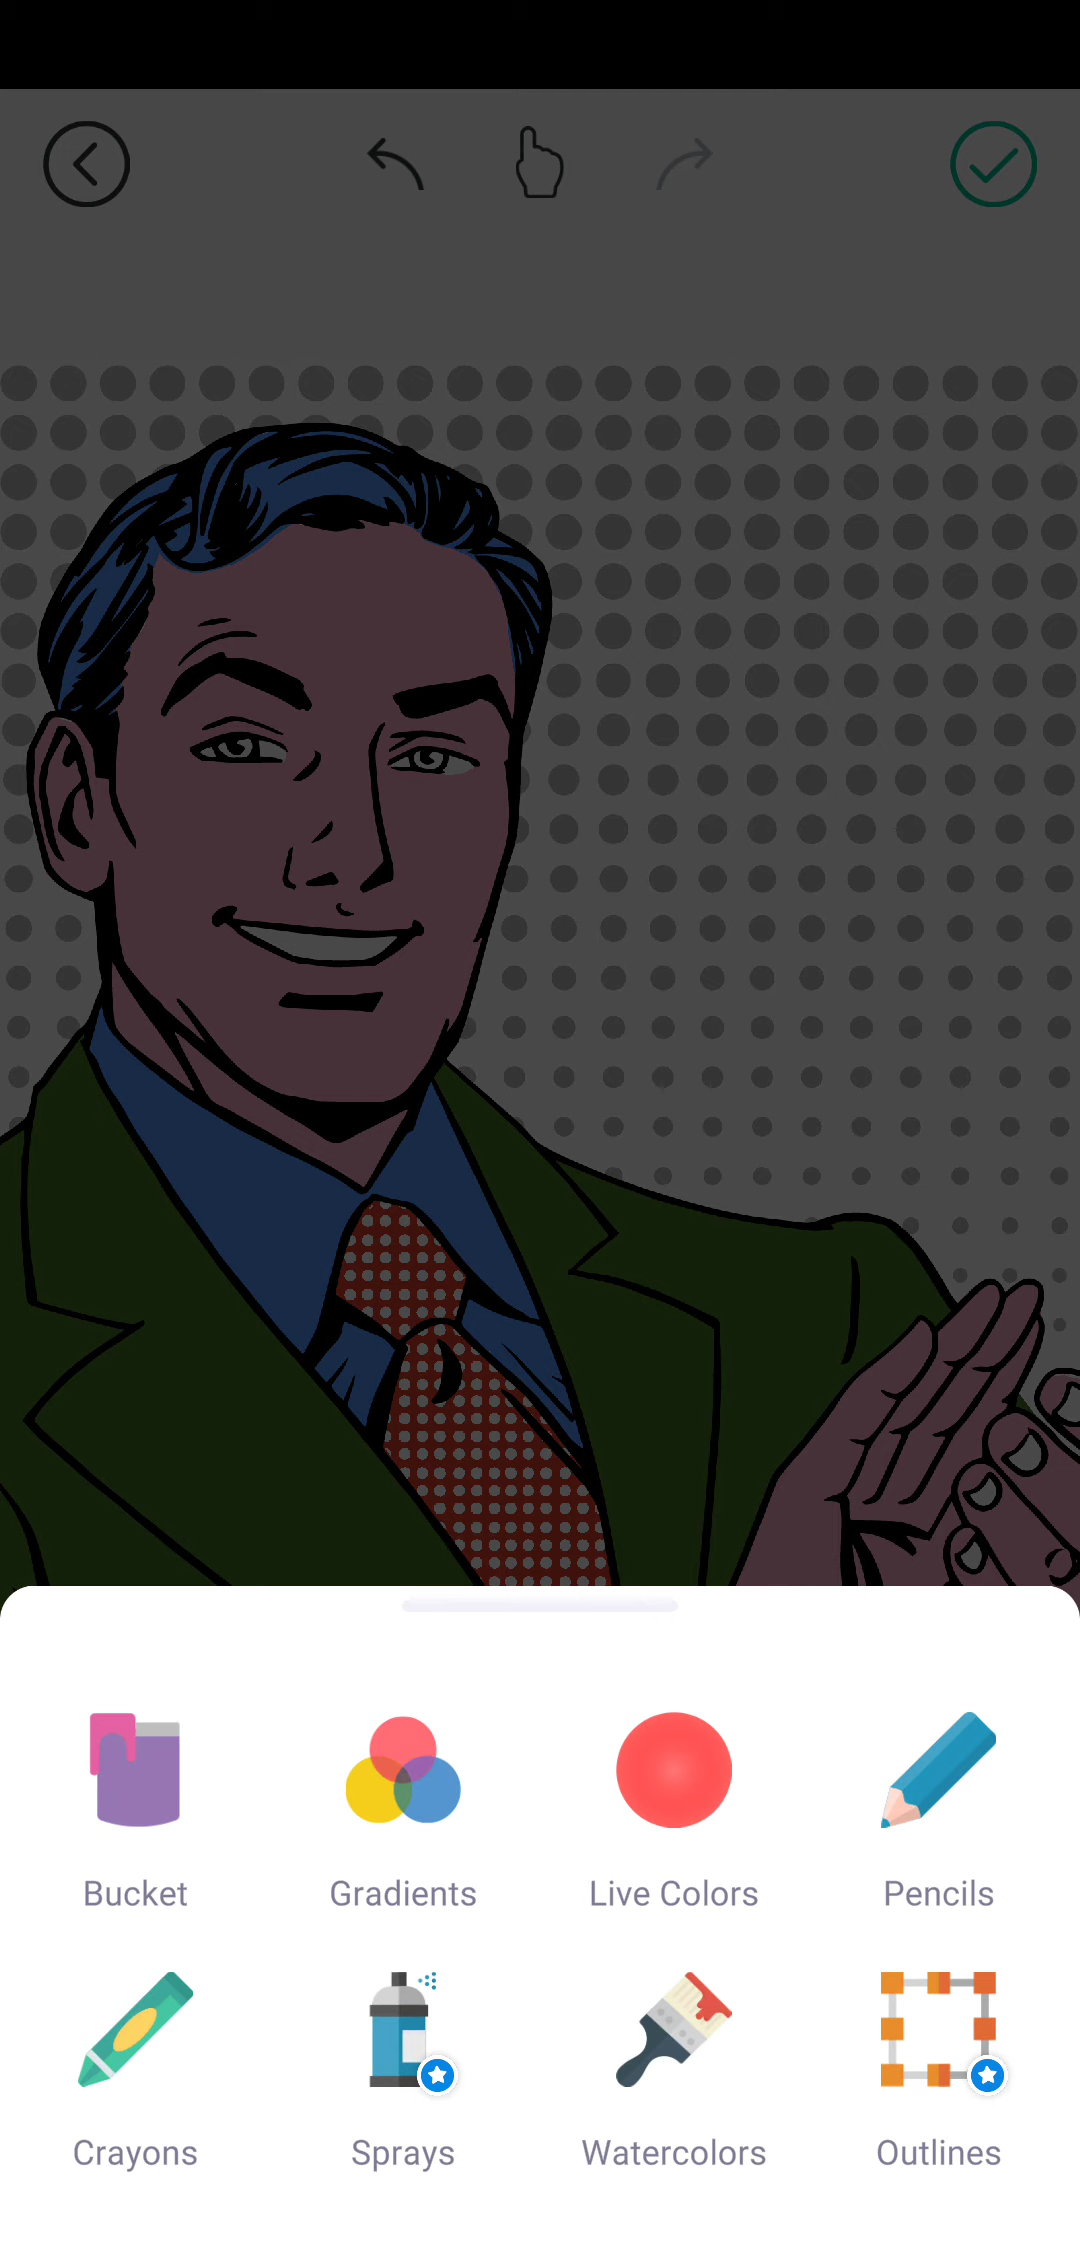 Bucket
Gradients
Live Colors
Pencils
Crayons
Sprays
Watercolors
Outlines